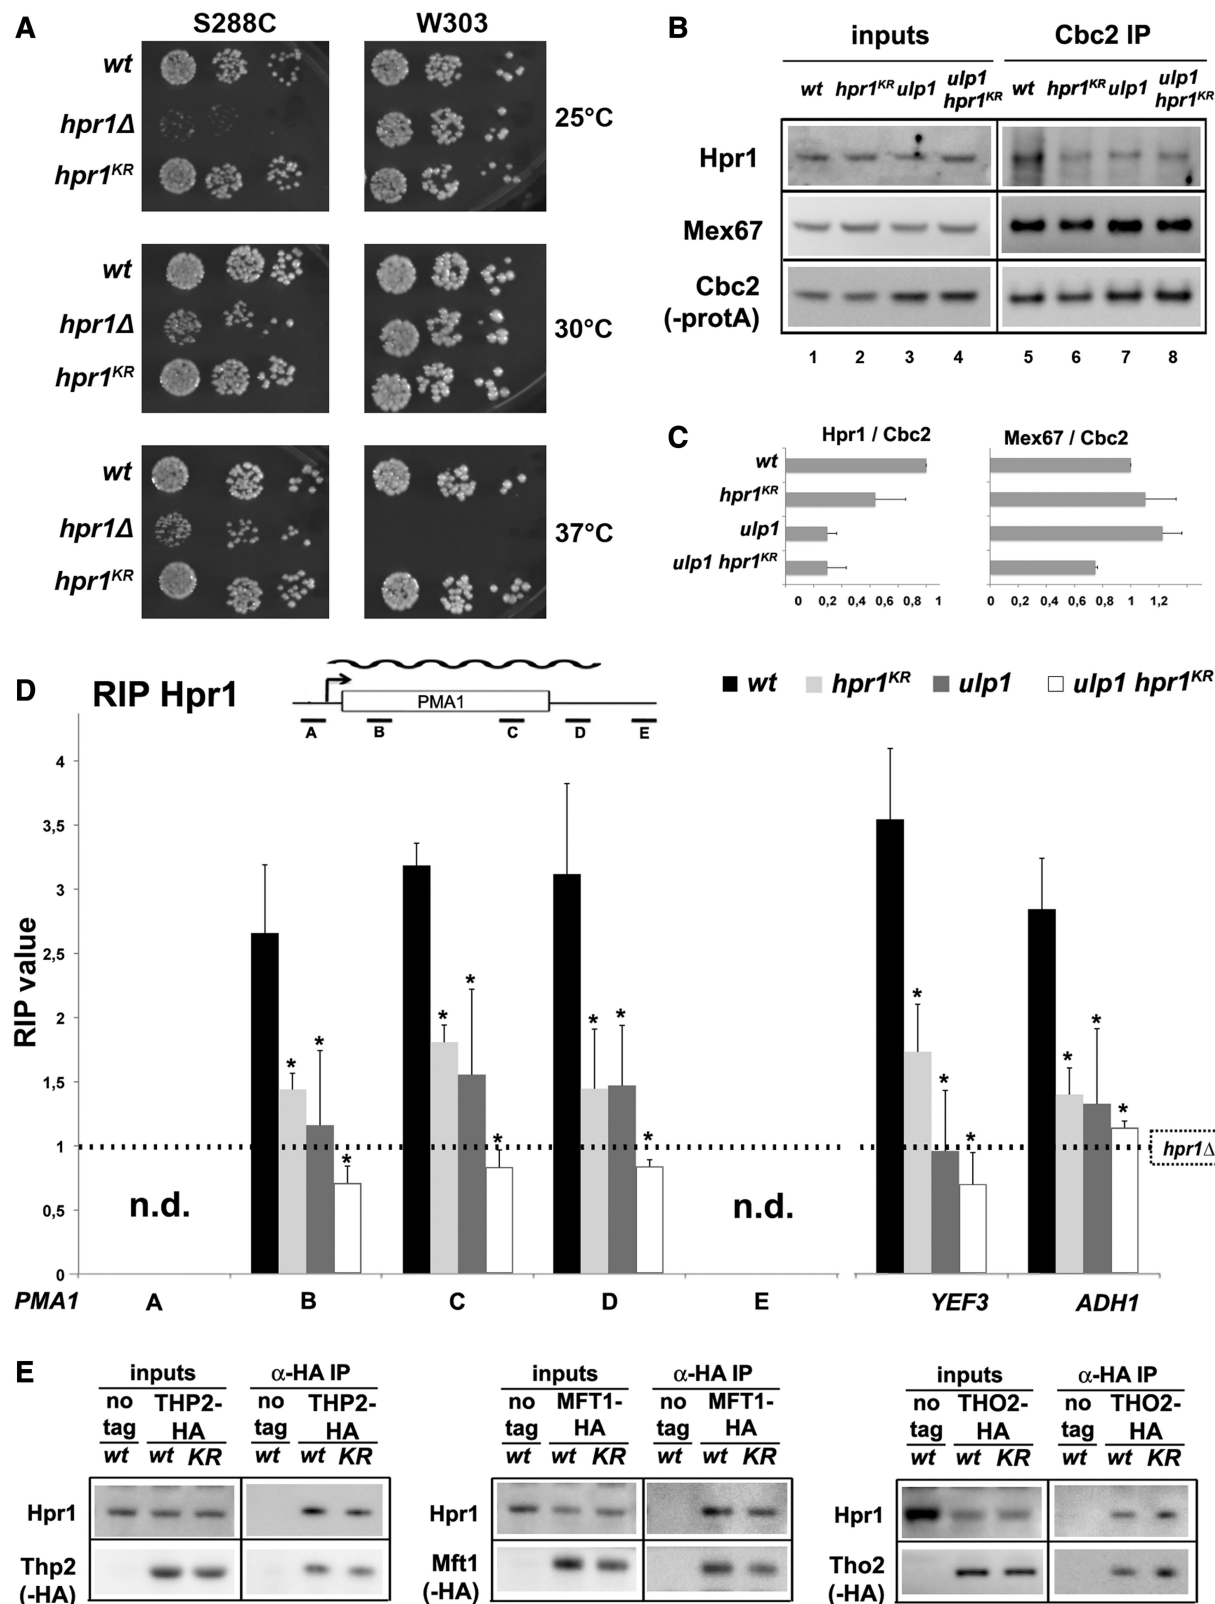 A
S288C W303
wt
hpr1Δ
hpr1KR
25°C
wt
hpr1Δ
hpr1KR
30°C
wt
hpr1Δ
hpr1KR
37°C
B
inputs Cbc2 IP
wt hpr1KR ulp1 ulp1 hpr1KR wt hpr1KR ulp1 ulp1 hpr1KR
Hpr1
Mex67
Cbc2
(-protA)
1 2 3 4 5 6 7 8
C
Hpr1 / Cbc2 Mex67 / Cbc2
wt
hpr1KR
ulp1
ulp1 hpr1KR
0 0,2 0,4 0,6 0,8 1 0 0,2 0,4 0,6 0,8 1 1,2
D RIP Hpr1
PMA1
A B C D E
wt hpr1KR ulp1 ulp1 hpr1KR
RIP value
4
3,5
3
2,5
2
1,5
1
0,5
0
* * * * * * * * * * * * * * *
hpr1Δ
n.d. n.d.
PMA1 A B C D E YEF3 ADH1
E
inputs α-HA IP
no tag THP2-HA no tag THP2-HA
wt wt KR wt wt KR
Hpr1
Thp2
(-HA)
inputs α-HA IP
no tag MFT1-HA no tag MFT1-HA
wt wt KR wt wt KR
Hpr1
Mft1
(-HA)
inputs α-HA IP
no tag THO2-HA no tag THO2-HA
wt wt KR wt wt KR
Hpr1
Tho2
(-HA)